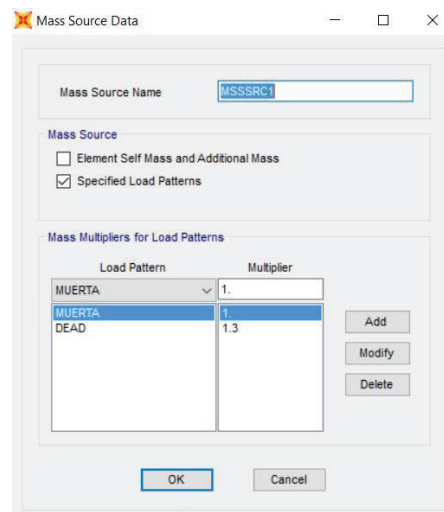 Mass Source Data
Mass Source Name MSSSRC1
Mass Source
Element Self Mass and Additional Mass
Specified Load Patterns
Mass Multipliers for Load Patterns
Load Pattern Multiplier
MUERTA 1.
MUERTA 1.
DEAD 1.3
Add
Modify
Delete
OK Cancel